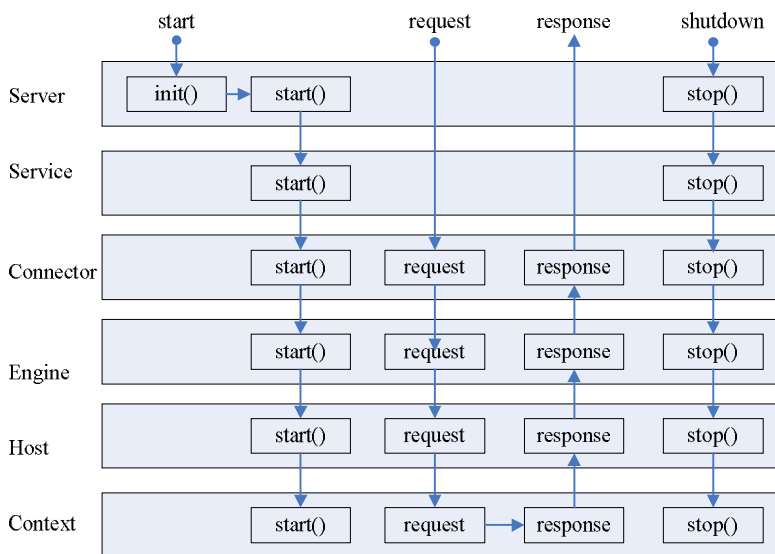 start request response shutdown
Server init() start() stop()
Service start() stop()
Connector start() request response stop()
Engine start() request response stop()
Host start() request response stop()
Context start() request response stop()